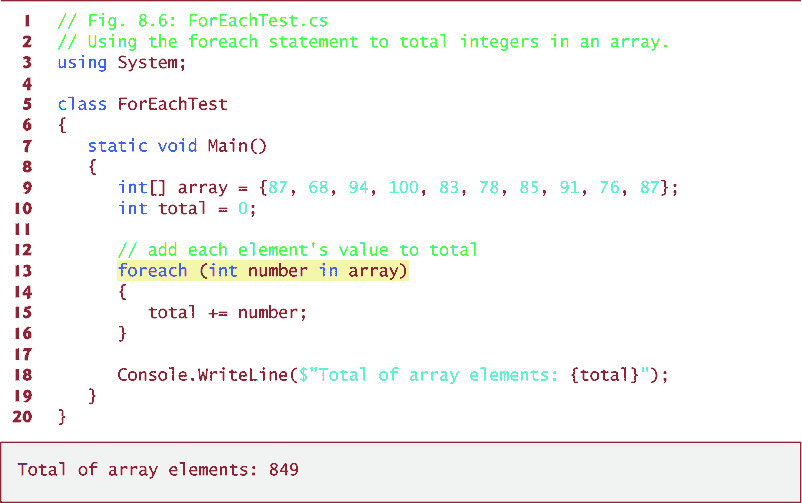 1 // Fig. 8.6: ForEachTest.cs
2 // Using the foreach statement to total integers in an array.
3 using System;
4
5 class ForEachTest
6 {
7 static void Main()
8 {
9 int[] array = {87, 68, 94, 100, 83, 78, 85, 91, 76, 87};
10 int total = 0;
11
12 // add each element's value to total
13 foreach (int number in array)
14 {
15 total += number;
16 }
17
18 Console.WriteLine($"Total of array elements: {total}");
19 }
20 }
Total of array elements: 849